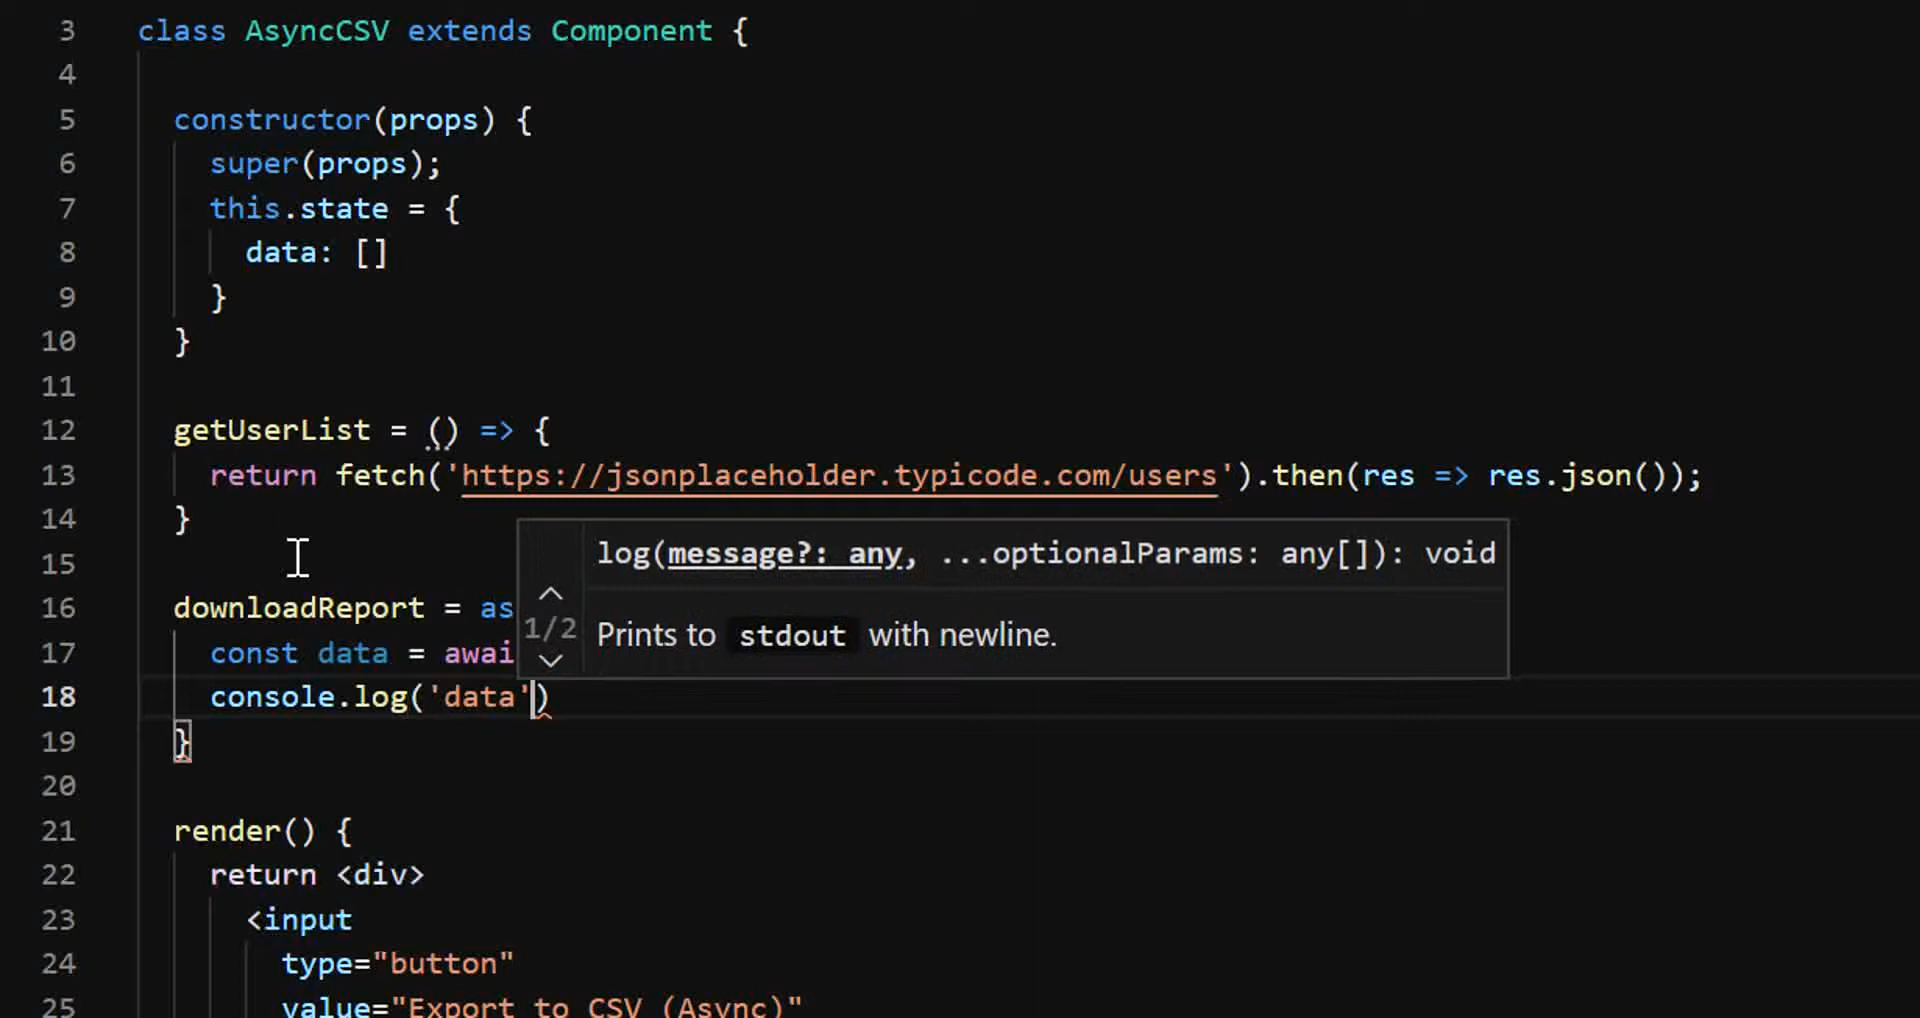 3 class AsyncCSV extends Component {
4
5 constructor(props) {
6 super(props);
7 this.state = {
8 data: []
9 }
10 }
11
12 getUserList = () => {
13 return fetch('https://jsonplaceholder.typicode.com/users').then(res => res.json());
14 }
log(message?: any, ...optionalParams: any[]): void
15
16 downloadReport = as
1/2 Prints to stdout with newline.
17 const data = awai
18 console.log('data')
19 }
20
21 render() {
22 return <div>
23 <input
24 type="button"
25 value="Export to CSV (Async)"